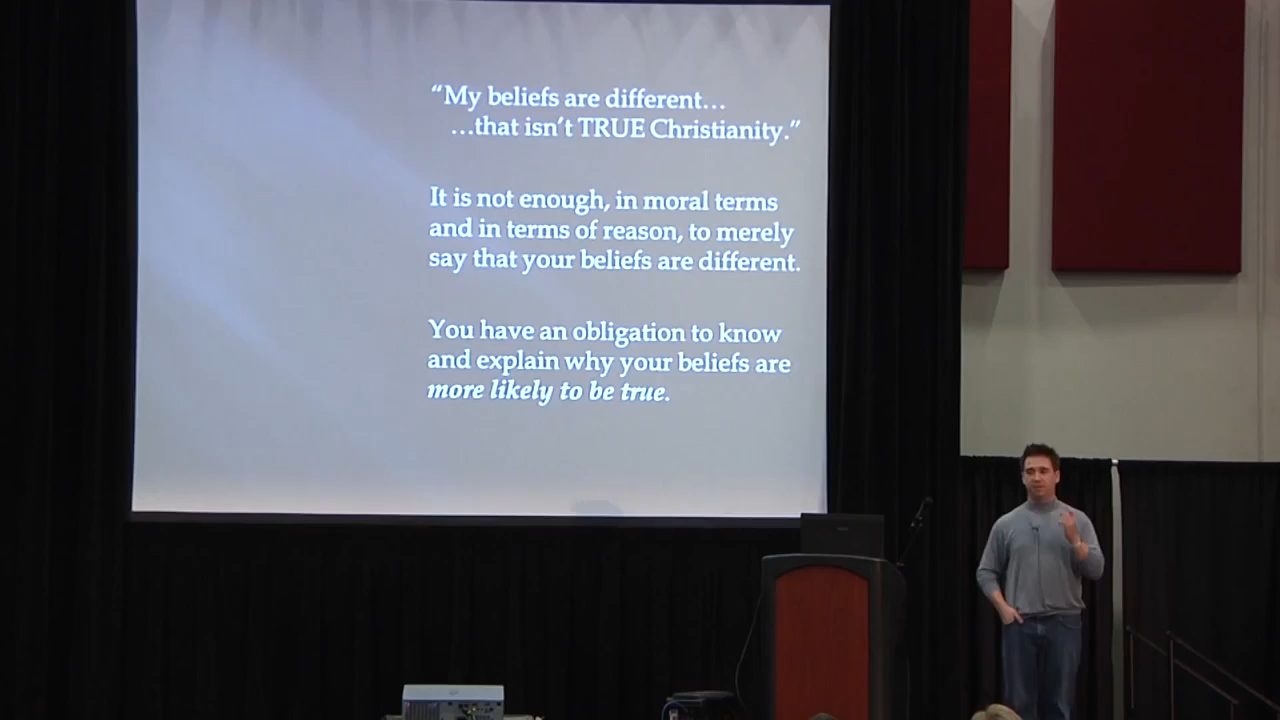 “My beliefs are different…
…that isn’t TRUE Christianity.”
It is not enough, in moral terms
and in terms of reason, to merely
say that your beliefs are different.
You have an obligation to know
and explain why your beliefs are
more likely to be true.